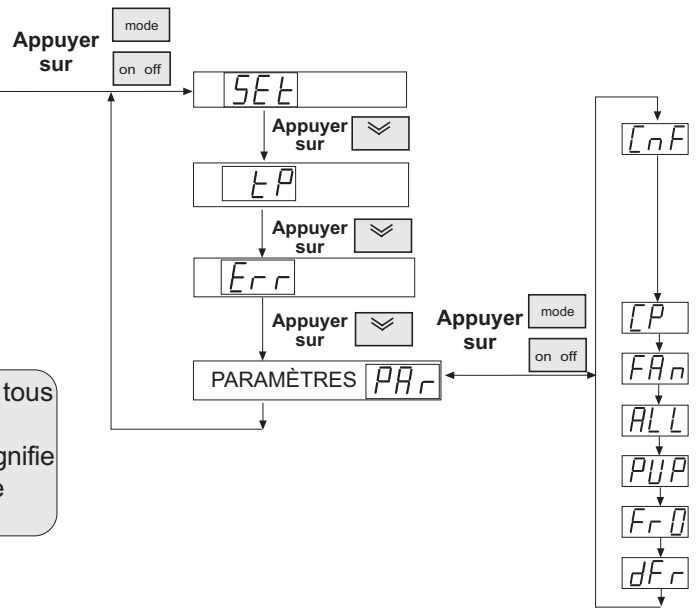 Appuyer
sur
mode
on off
SEt
Appuyer
sur
tP
Appuyer
sur
Err
Appuyer
sur
PARAMÈTRES PAr
Appuyer
sur
mode
on off
CnF
CP
FAn
ALL
PUP
Fr0
dFr
tous
gnifie
e